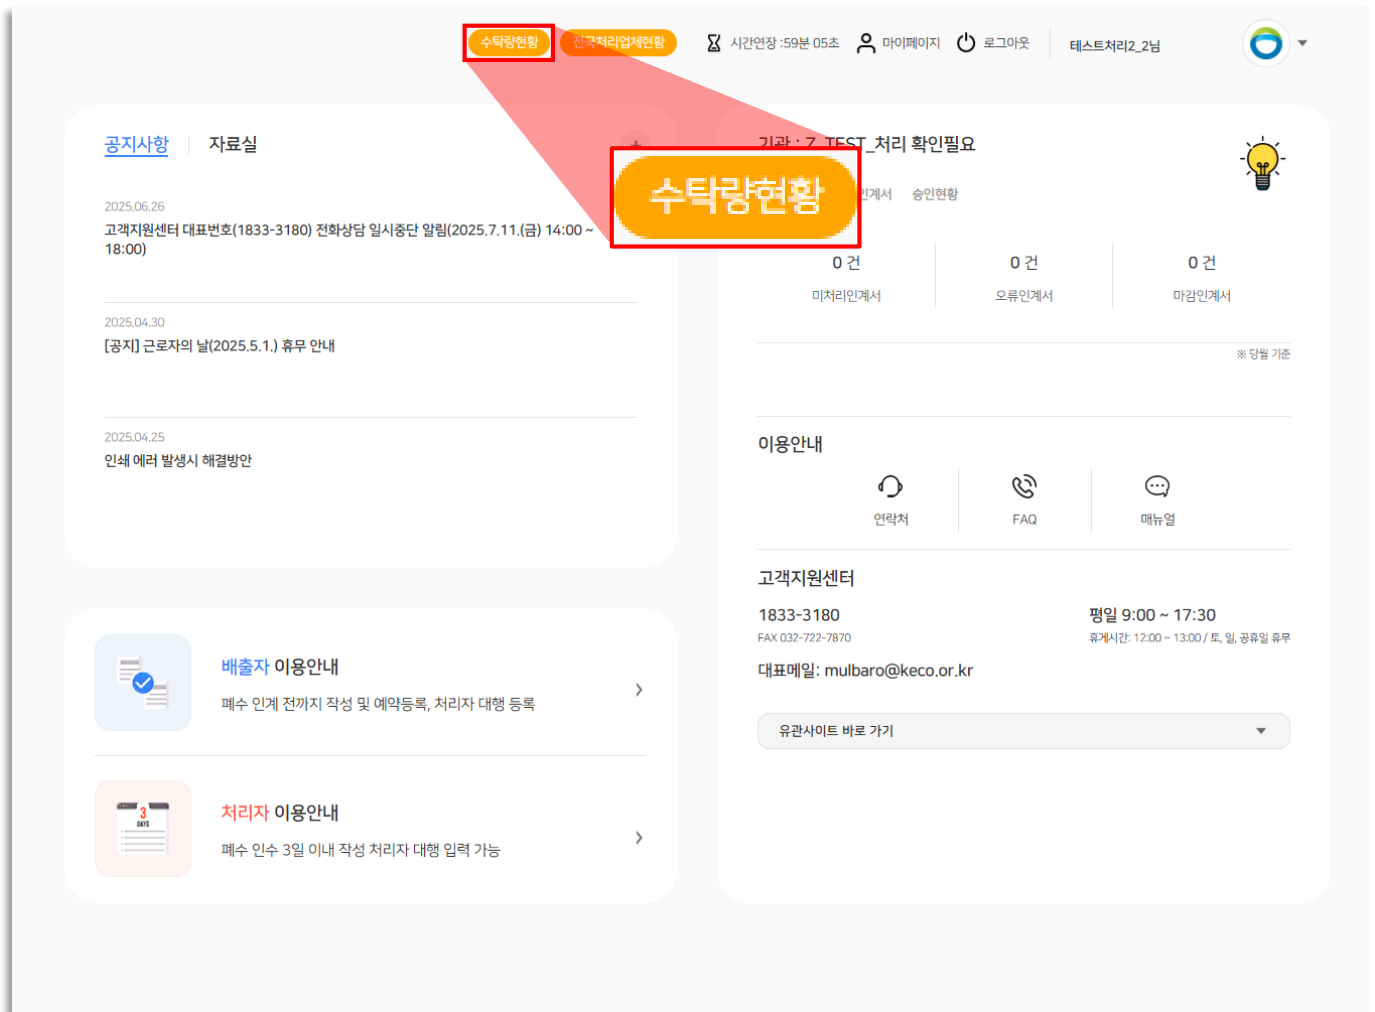 수탁량현황
전국처리업체현황
시간연장 :59분 05초
마이페이지
로그아웃
테스트처리2_2님
공지사항
자료실
2025.06.26
고객지원센터 대표번호(1833-3180) 전화상담 일시중단 알림(2025.7.11.(금) 14:00 ~
18:00)
2025.04.30
[공지] 근로자의 날(2025.5.1.) 휴무 안내
2025.04.25
인쇄 에러 발생시 해결방안
수탁량현황
기관 : Z_TEST_처리 확인필요
인계서
승인현황
0 건
미처리인계서
0 건
오류인계서
0 건
마감인계서
※ 당월 기준
이용안내
연락처
FAQ
매뉴얼
고객지원센터
1833-3180
FAX 032-722-7870
평일 9:00 ~ 17:30
휴게시간: 12:00 ~ 13:00 / 토, 일, 공휴일 휴무
대표메일: mulbaro@keco.or.kr
유관사이트 바로 가기
배출자 이용안내
폐수 인계 전까지 작성 및 예약등록, 처리자 대행 등록
3
DAYS
처리자 이용안내
폐수 인수 3일 이내 작성 처리자 대행 입력 가능